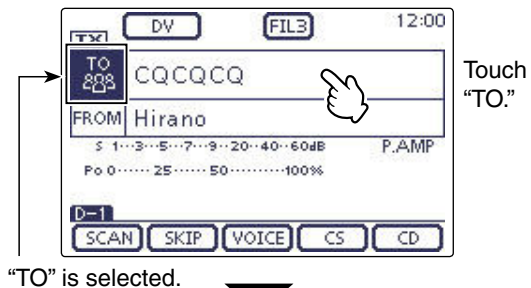 TX DV FIL3 12:00
TO CQCQCQ
FROM Hirano
S 1··3··5··7··9··20··40··60dB P.AMP
Po 0······25······50··········100%
D-1
SCAN SKIP VOICE CS CD
Touch
“TO.”
“TO” is selected.